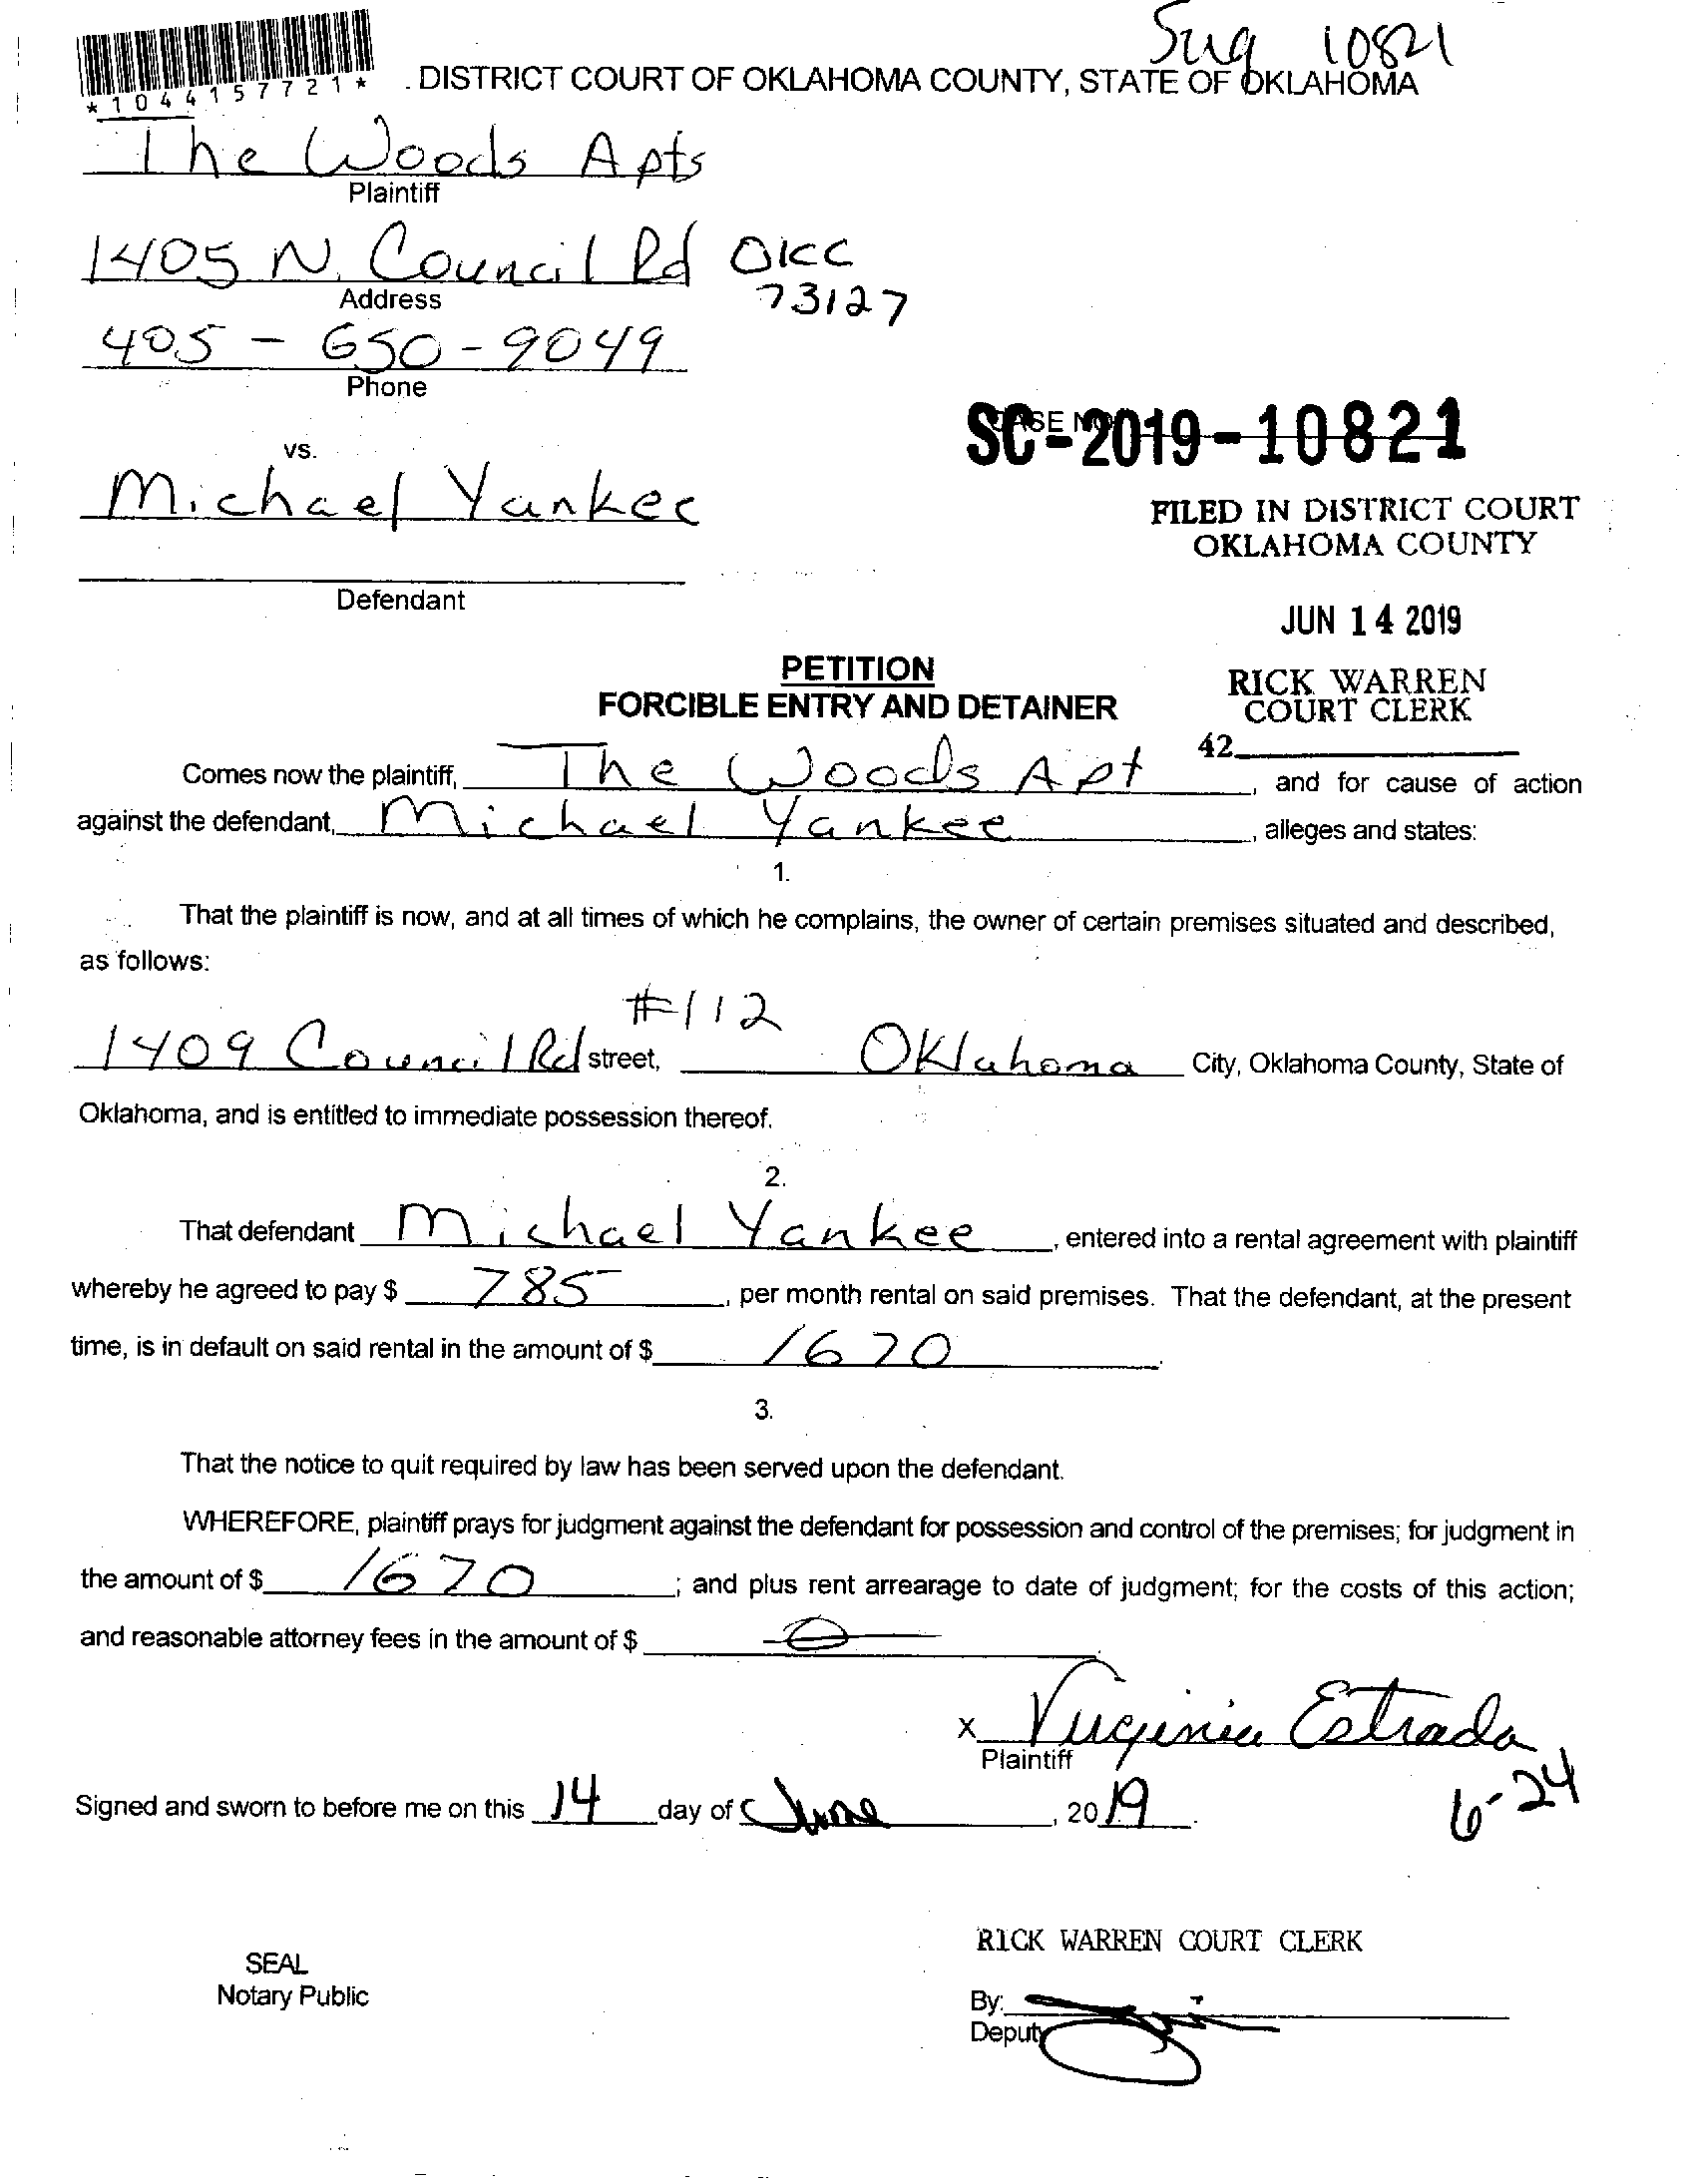 10821
*1044157721*
DISTRICT COURT OF OKLAHOMA COUNTY, STATE OF OKLAHOMA
The Woods Apts
Plaintiff
1405 N. Council Rd OKC
73127
Address
405 - 650 - 9049
Phone
SC-2019-10821
vs.
Michael Yankee
FILED IN DISTRICT COURT
OKLAHOMA COUNTY
Defendant
JUN 14 2019
PETITION
FORCIBLE ENTRY AND DETAINER
RICK WARREN
COURT CLERK
42
Comes now the plaintiff, The Woods Apt, and for cause of action
against the defendant, Michael Yankee, alleges and states:
1.
That the plaintiff is now, and at all times of which he complains, the owner of certain premises situated and described,
as follows:
#112
1409 Council Rd street, Oklahoma City, Oklahoma County, State of
Oklahoma, and is entitled to immediate possession thereof.
2.
That defendant Michael Yankee, entered into a rental agreement with plaintiff
whereby he agreed to pay $ 785, per month rental on said premises. That the defendant, at the present
time, is in default on said rental in the amount of $ 1670.
3.
That the notice to quit required by law has been served upon the defendant.
WHEREFORE, plaintiff prays for judgment against the defendant for possession and control of the premises; for judgment in
the amount of $ 1670; and plus rent arrearage to date of judgment; for the costs of this action;
and reasonable attorney fees in the amount of $ 0
x Virginia Estrada
Plaintiff
6-24
Signed and sworn to before me on this 14 day of June, 2019.
RICK WARREN COURT CLERK
SEAL
Notary Public
By:
Deputy